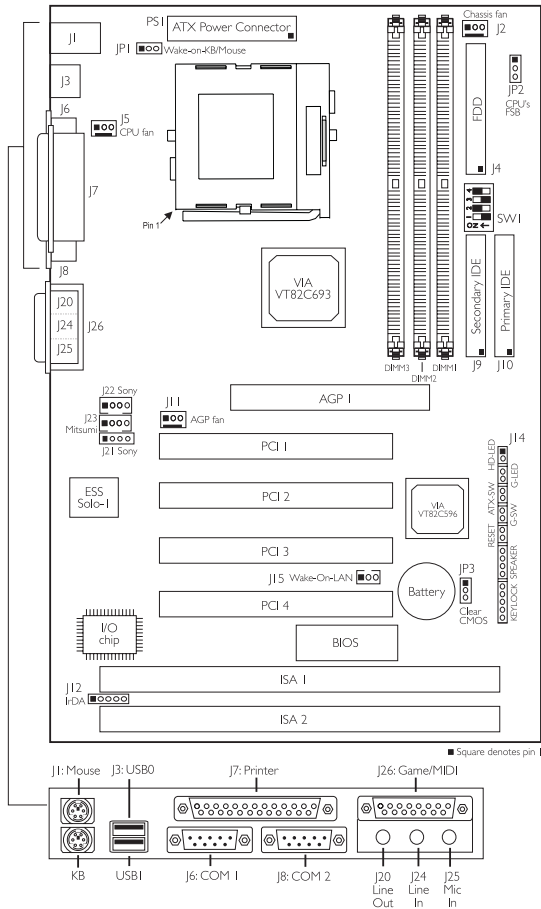 PS1
ATX Power Connector
Chassis fan
J2
J1
JP1
Wake-on-KB/Mouse
J3
JP2
CPU's
FSB
J6
J5
CPU fan
FDD
J4
J7
4
3
2
1
ON
SW1
Pin 1
J8
VIA
VT82C693
Secondary IDE
Primary IDE
J20
J24
J25
J26
J9
J10
DIMM3
DIMM2
DIMM1
J22 Sony
J23
Mitsumi
J21 Sony
J11
AGP fan
AGP 1
PCI 1
J14
HD-LED
G-LED
ATX-SW
G-SW
RESET
SPEAKER
KEYLOCK
ESS
Solo-1
PCI 2
VIA
VT82C596
PCI 3
J15 Wake-On-LAN
JP3
Battery
Clear
CMOS
PCI 4
I/O
chip
BIOS
J12
IrDA
ISA 1
ISA 2
Square denotes pin 1
J1: Mouse
J3: USB0
J7: Printer
J26: Game/MIDI
KB
USB1
J6: COM 1
J8: COM 2
J20
Line
Out
J24
Line
In
J25
Mic
In